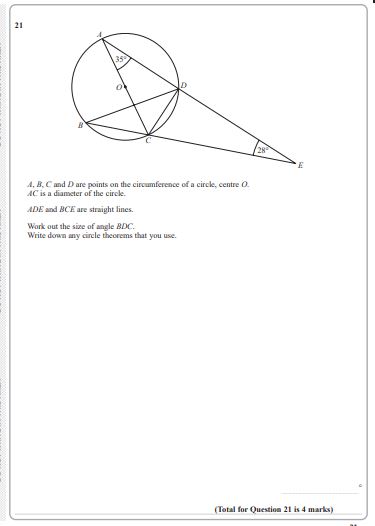 21
A
35°
O
D
B
C
28°
E
A, B, C and D are points on the circumference of a circle, centre O.
AC is a diameter of the circle.
ADE and BCE are straight lines.
Work out the size of angle BDC.
Write down any circle theorems that you use.
°
(Total for Question 21 is 4 marks)